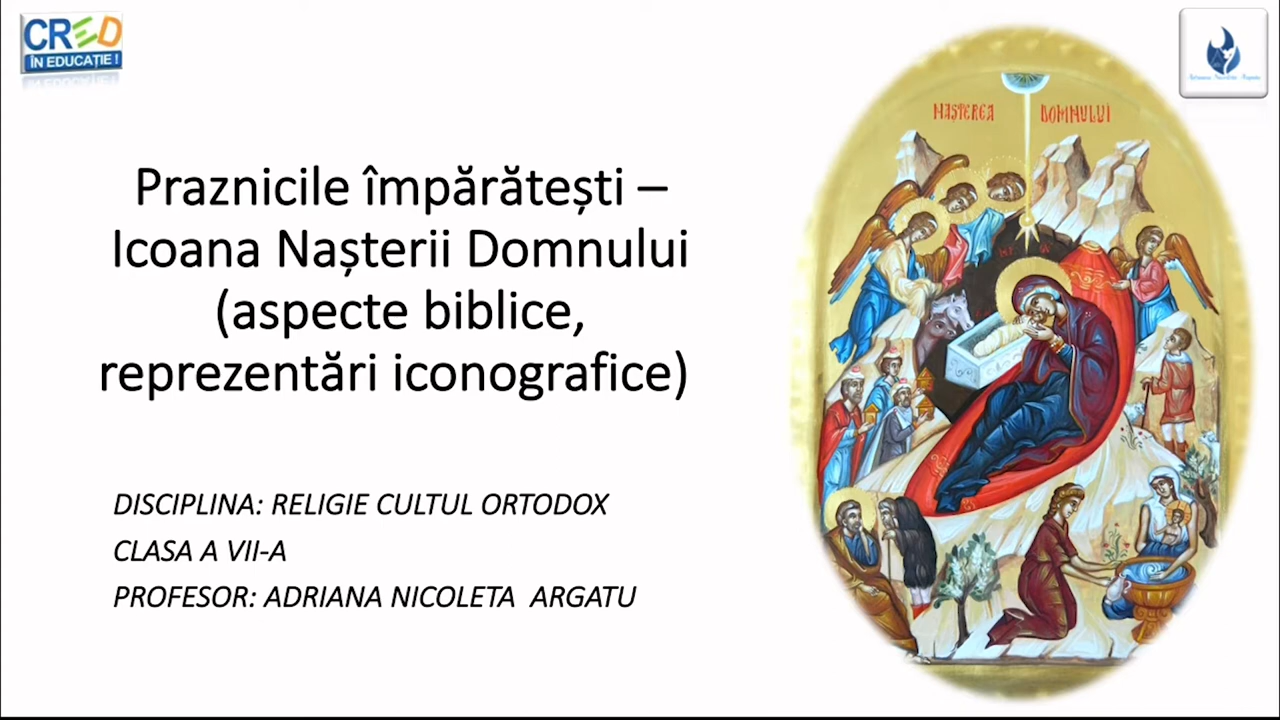 CRED
ÎN EDUCAȚIE !
NAȘTEREA DOMNULUI
Praznicile împărătești –
Icoana Nașterii Domnului
(aspecte biblice,
reprezentări iconografice)
DISCIPLINA: RELIGIE CULTUL ORTODOX
CLASA A VII-A
PROFESOR: ADRIANA NICOLETA ARGATU